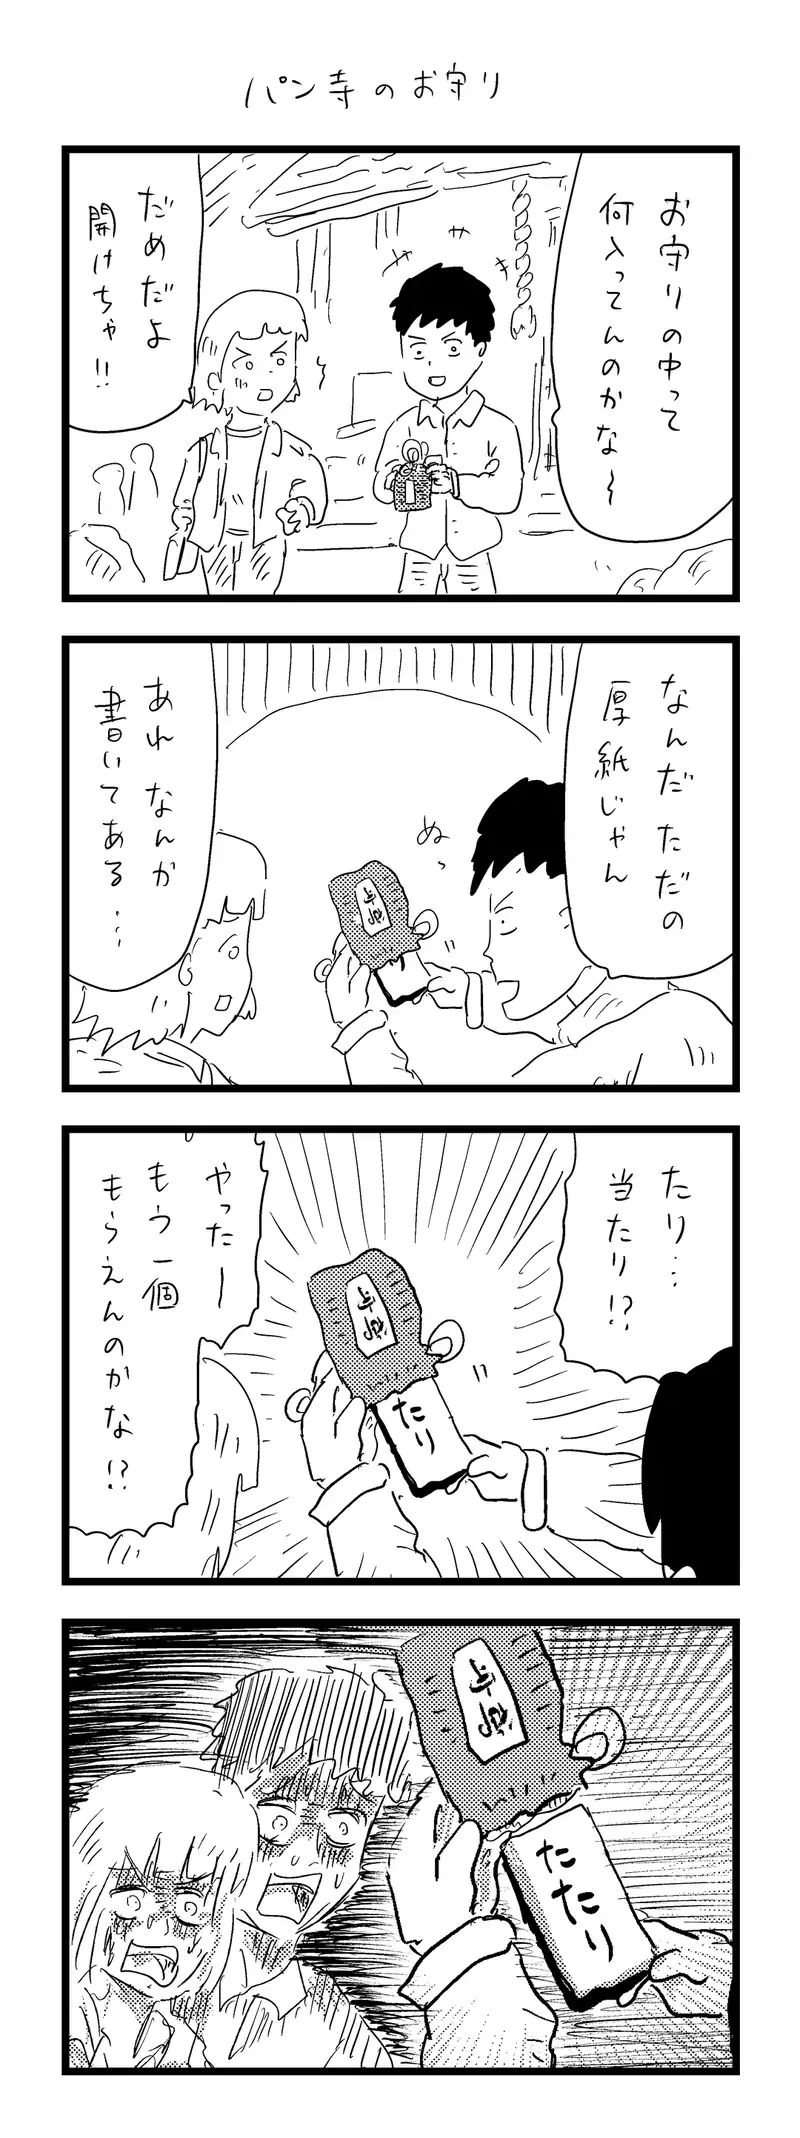 パン寺のお守り
お守りの中って
何入ってんのかな〜
だめだよ
開けちゃ!!
なんだ ただの
厚紙じゃん
ぬっ
あれ なんか
書いてある…
たり…
当たり!?
たり
やったー
もう一個
もらえんのかな!?
たたり